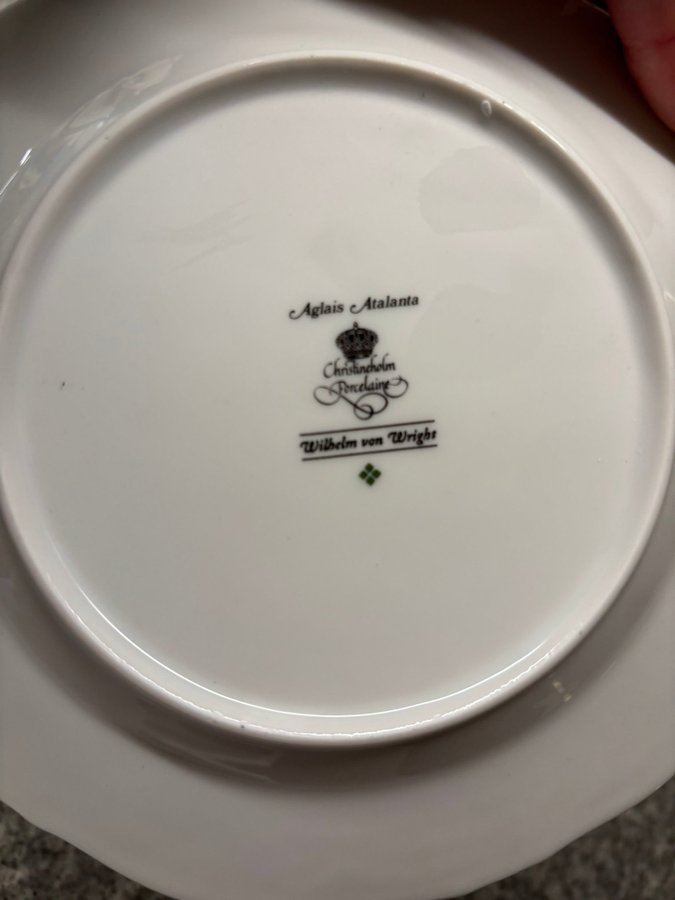 Aglais Atalanta
Christineholm
Porcelaine
Wilhelm von Wright